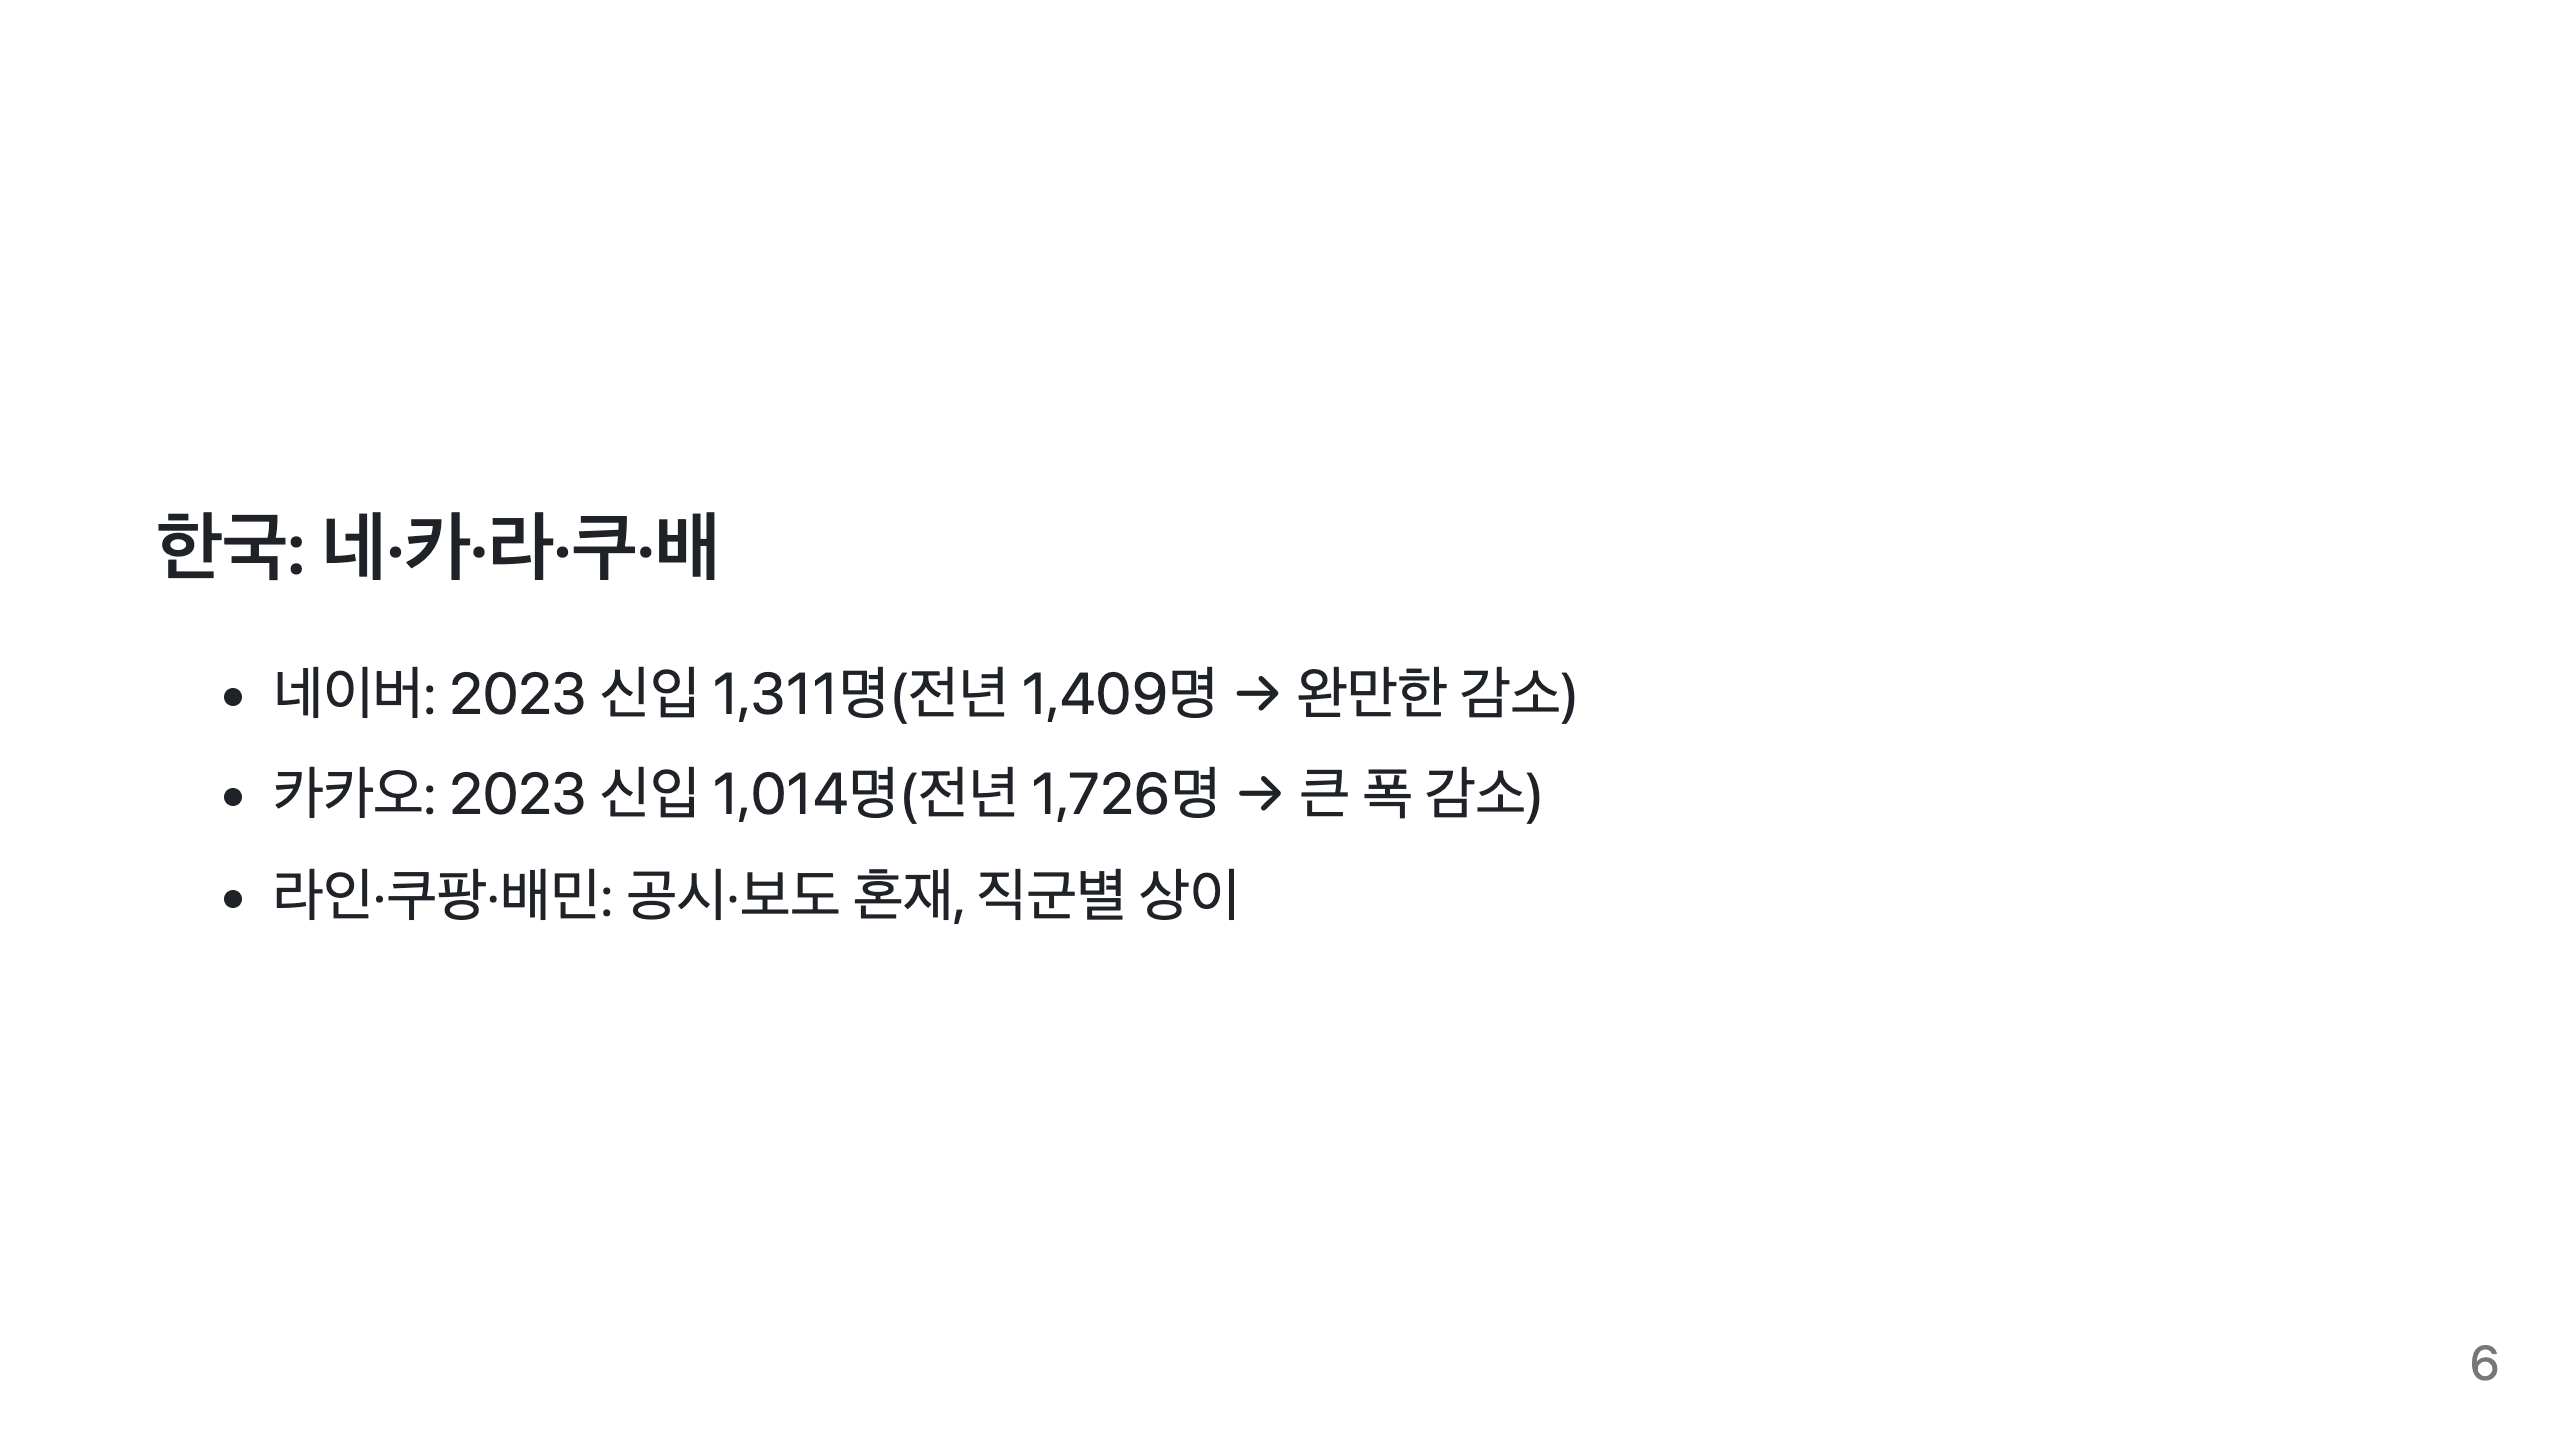 한국: 네·카·라·쿠·배
• 네이버: 2023 신입 1,311명(전년 1,409명 → 완만한 감소)
• 카카오: 2023 신입 1,014명(전년 1,726명 → 큰 폭 감소)
• 라인·쿠팡·배민: 공시·보도 혼재, 직군별 상이
6